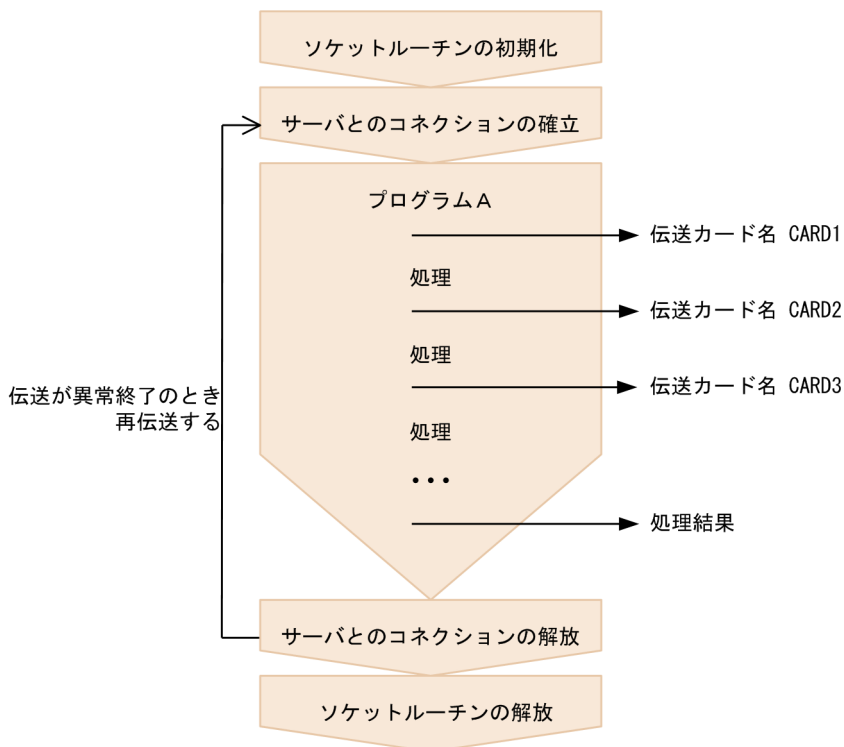 ソケットルーチンの初期化
サーバとのコネクションの確立
プログラムA
伝送カード名 CARD1
処理
伝送カード名 CARD2
処理
伝送カード名 CARD3
処理
・・・
処理結果
伝送が異常終了のとき
再伝送する
サーバとのコネクションの解放
ソケットルーチンの解放